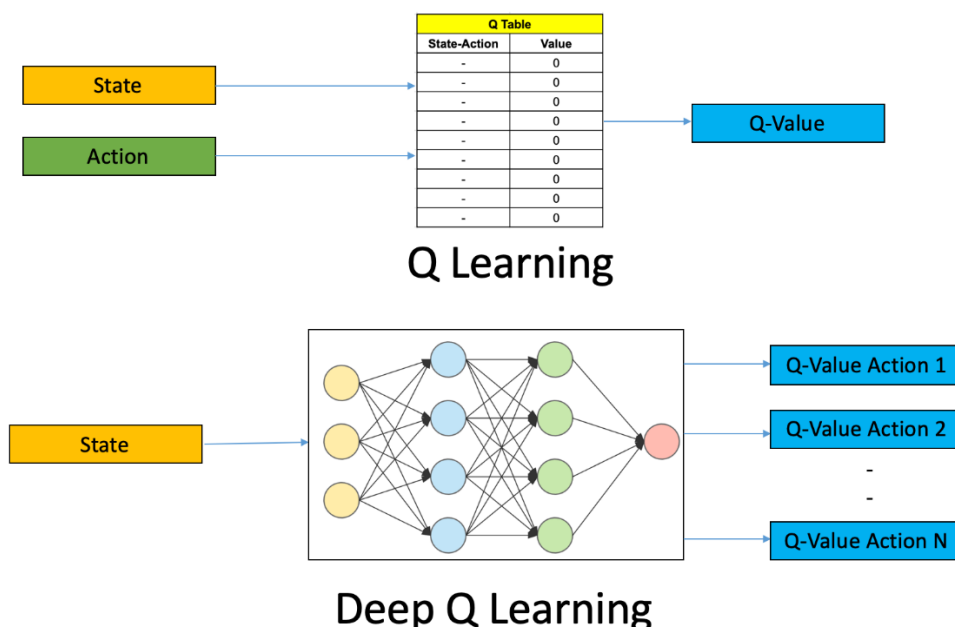 Q Table
State-Action Value
- 0
- 0
- 0
- 0
- 0
- 0
- 0
- 0
- 0
State
Action
Q-Value
Q Learning
State
Q-Value Action 1
Q-Value Action 2
-
-
Q-Value Action N
Deep Q Learning